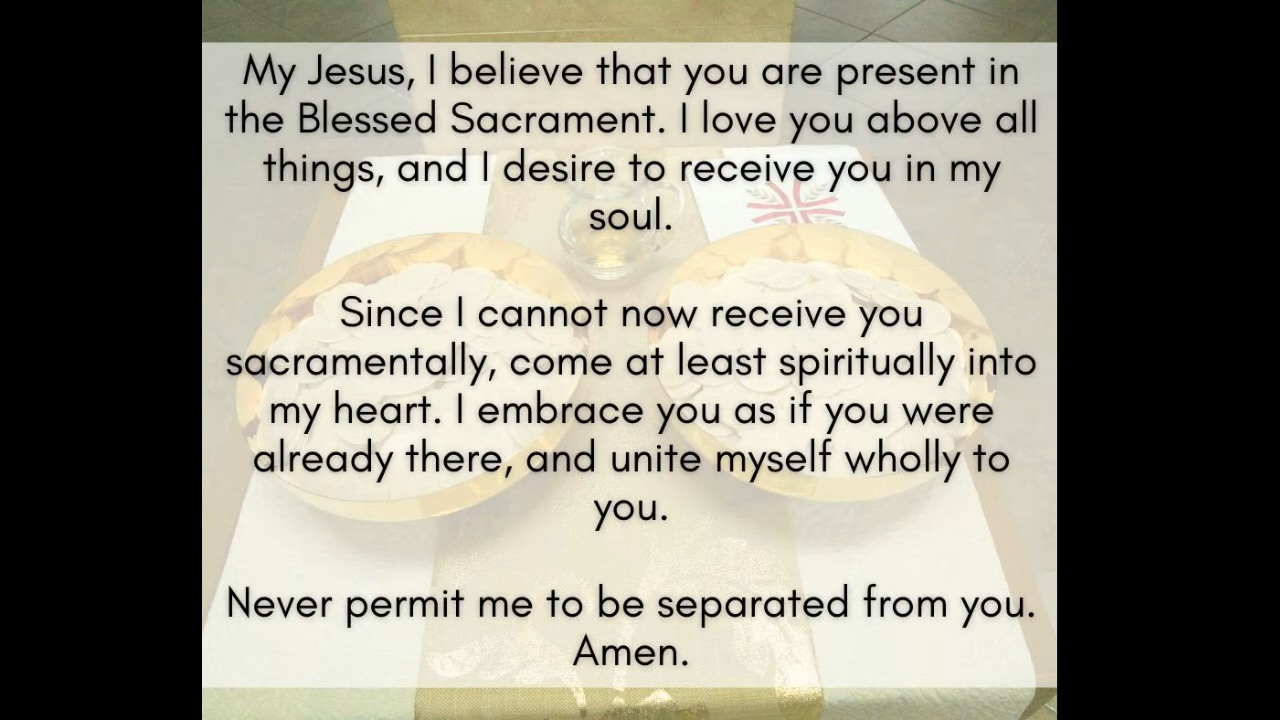 My Jesus, I believe that you are present in
the Blessed Sacrament. I love you above all
things, and I desire to receive you in my
soul.
Since I cannot now receive you
sacramentally, come at least spiritually into
my heart. I embrace you as if you were
already there, and unite myself wholly to
you.
Never permit me to be separated from you.
Amen.